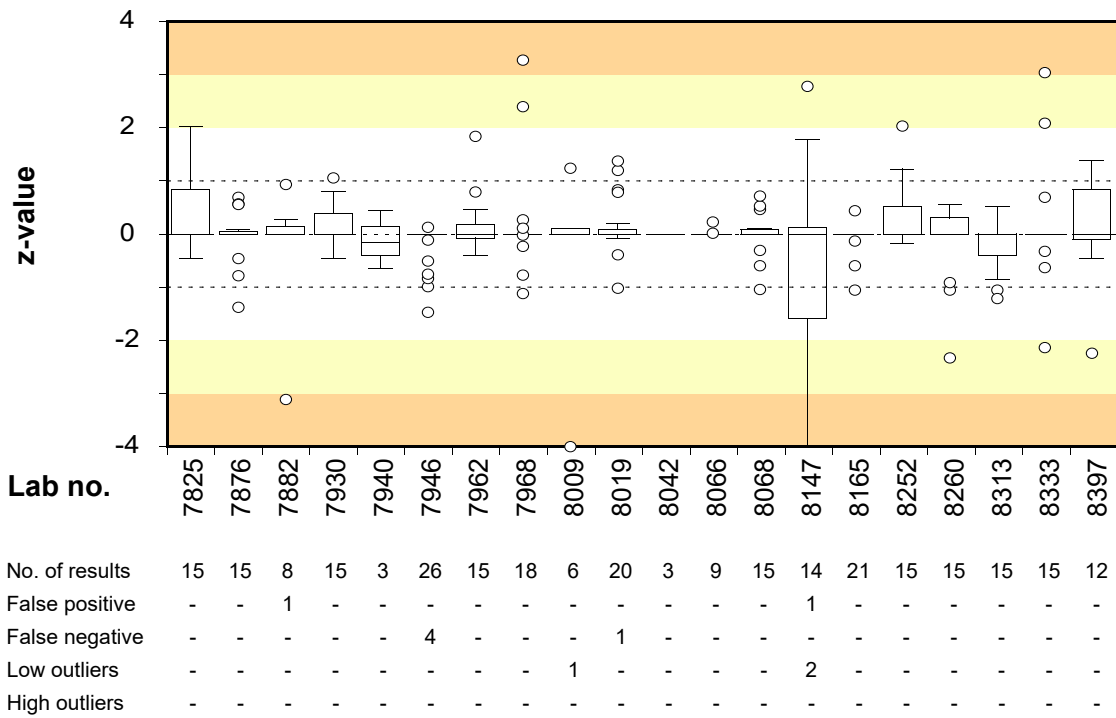 4
2
z-value
0
-2
-4
Lab no. 7825 7876 7882 7930 7940 7946 7962 7968 8009 8019 8042 8066 8068 8147 8165 8252 8260 8313 8333 8397
No. of results 15 15 8 15 3 26 15 18 6 20 3 9 15 14 21 15 15 15 15 12
False positive - - 1 - - - - - - - - - - 1 - - - - - -
False negative - - - - - 4 - - - 1 - - - - - - - - - -
Low outliers - - - - - - - - 1 - - - - 2 - - - - - -
High outliers - - - - - - - - - - - - - - - - - - - -